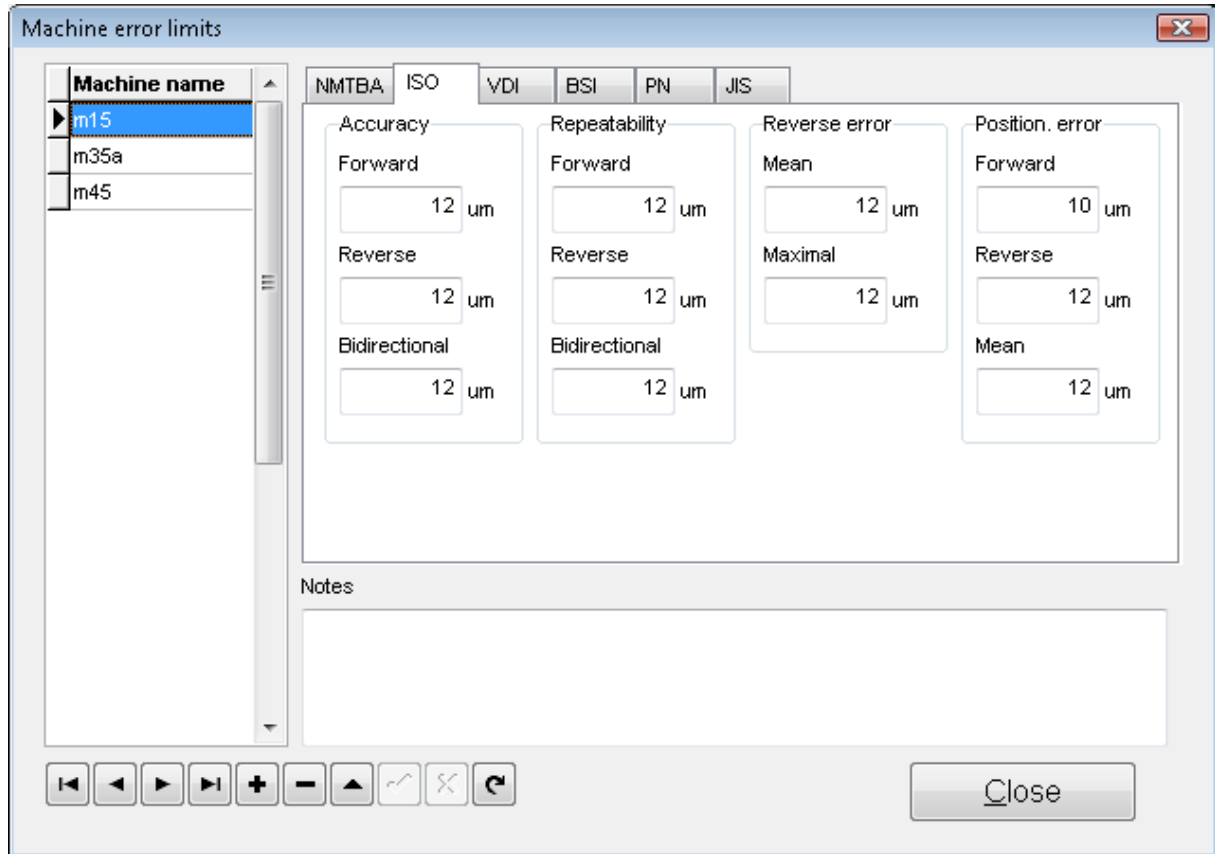 Machine error limits
Machine name
m15
m35a
m45
NMTBA ISO VDI BSI PN JIS
Accuracy Repeatability Reverse error Position. error
Forward Forward Mean Forward
12 um 12 um 12 um 10 um
Reverse Reverse Maximal Reverse
12 um 12 um 12 um 12 um
Bidirectional Bidirectional Mean
12 um 12 um 12 um
Notes
Close